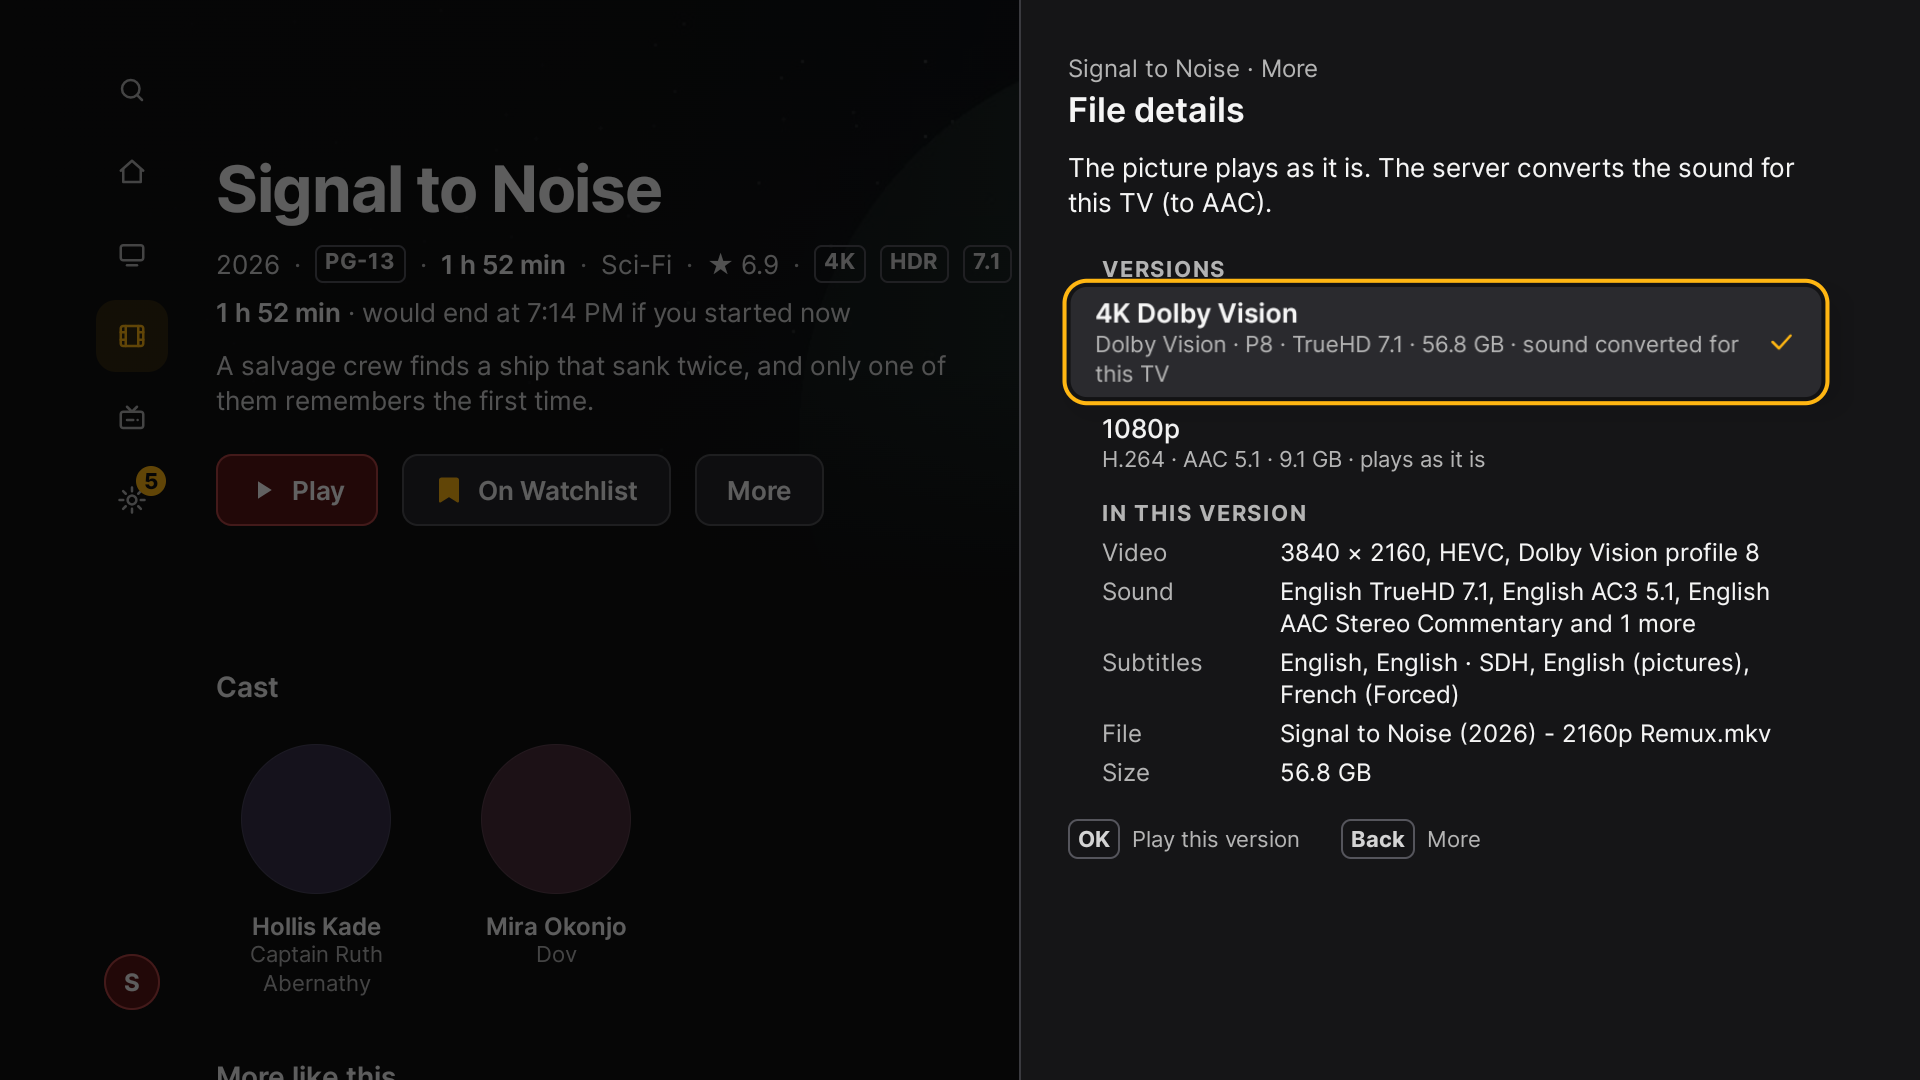 Signal to Noise
2026 · PG-13 · 1 h 52 min · Sci-Fi · ★ 6.9 · 4K HDR 7.1
1 h 52 min · would end at 7:14 PM if you started now
A salvage crew finds a ship that sank twice, and only one of
them remembers the first time.
5
Play
On Watchlist
More
Cast
Hollis Kade
Captain Ruth
Abernathy
Mira Okonjo
Dov
S
More like this
Signal to Noise · More
File details
The picture plays as it is. The server converts the sound for
this TV (to AAC).
VERSIONS
4K Dolby Vision
Dolby Vision · P8 · TrueHD 7.1 · 56.8 GB · sound converted for
this TV
1080p
H.264 · AAC 5.1 · 9.1 GB · plays as it is
IN THIS VERSION
Video 3840 × 2160, HEVC, Dolby Vision profile 8
Sound English TrueHD 7.1, English AC3 5.1, English
AAC Stereo Commentary and 1 more
Subtitles English, English · SDH, English (pictures),
French (Forced)
File Signal to Noise (2026) - 2160p Remux.mkv
Size 56.8 GB
OK Play this version Back More